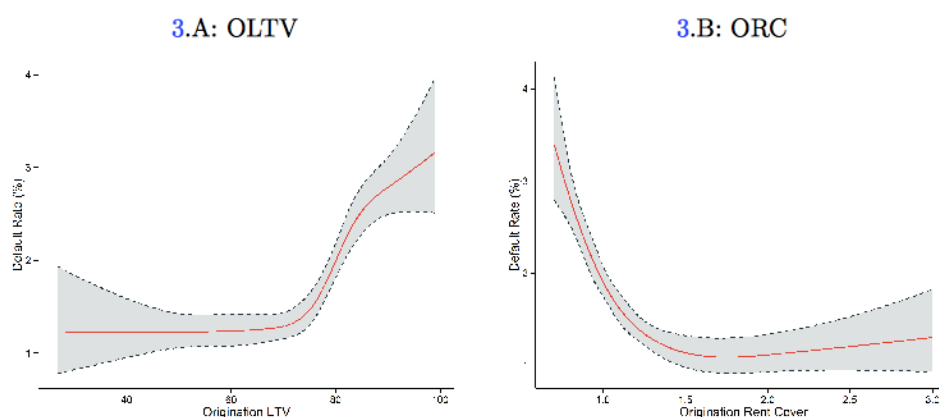 3.A: OLTV
3.B: ORC
4
3
2
1
Default Rate (%)
40
60
80
100
Origination LTV
4
3
2
1
Default Rate (%)
1.0
1.5
2.0
2.5
3.0
Origination Rent Cover